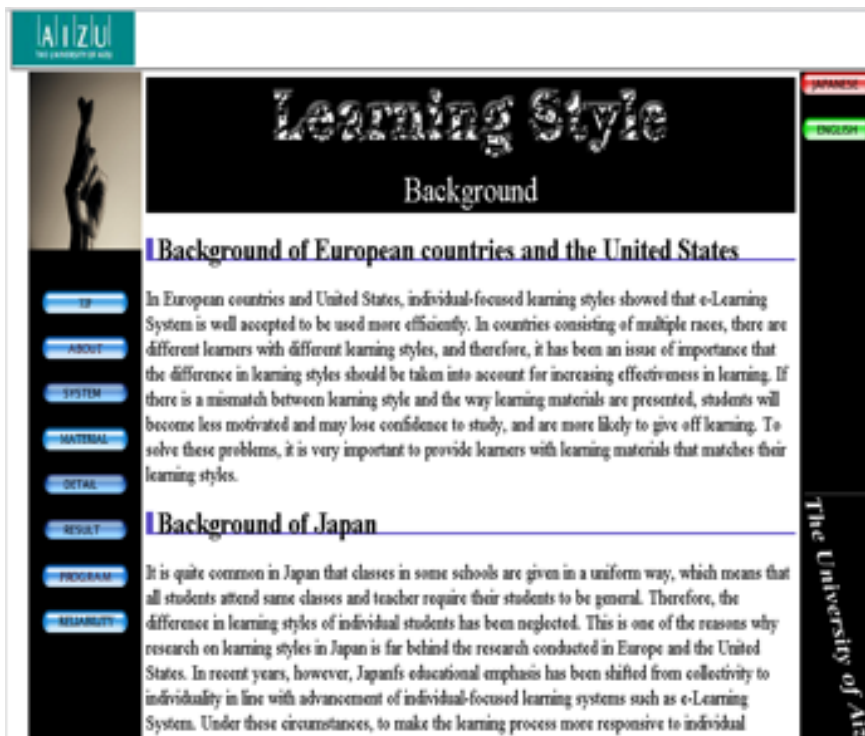 AIZU
THE UNIVERSITY OF AIZU
Learning Style
Background
JAPANESE
ENGLISH
TOP
ABOUT
SYSTEM
MATERIAL
DETAIL
RESULT
PROGRAM
RELIABILITY
Background of European countries and the United States
In European countries and United States, individual-focused learning styles showed that e-Learning
System is well accepted to be used more efficiently. In countries consisting of multiple races, there are
different learners with different learning styles, and therefore, it has been an issue of importance that
the difference in learning styles should be taken into account for increasing effectiveness in learning. If
there is a mismatch between learning style and the way learning materials are presented, students will
become less motivated and may lose confidence to study, and are more likely to give off learning. To
solve these problems, it is very important to provide learners with learning materials that matches their
learning styles.
Background of Japan
It is quite common in Japan that classes in some schools are given in a uniform way, which means that
all students attend same classes and teacher require their students to be general. Therefore, the
difference in learning styles of individual students has been neglected. This is one of the reasons why
research on learning styles in Japan is far behind the research conducted in Europe and the United
States. In recent years, however, Japanfs educational emphasis has been shifted from collectivity to
individuality in line with advancement of individual-focused learning systems such as e-Learning
System. Under these circumstances, to make the learning process more responsive to individual
The University of Aiz